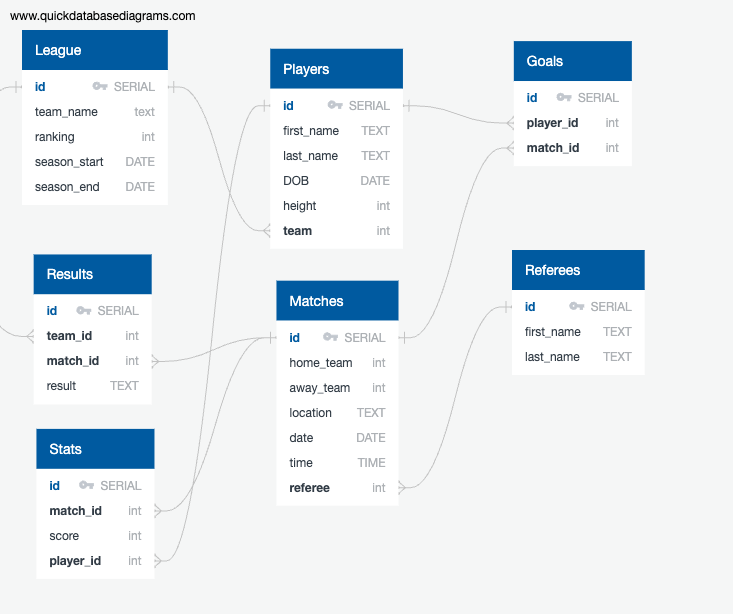 www.quickdatabasediagrams.com
League
id SERIAL
team_name text
ranking int
season_start DATE
season_end DATE
Players
id SERIAL
first_name TEXT
last_name TEXT
DOB DATE
height int
team int
Goals
id SERIAL
player_id int
match_id int
Results
id SERIAL
team_id int
match_id int
result TEXT
Matches
id SERIAL
home_team int
away_team int
location TEXT
date DATE
time TIME
referee int
Referees
id SERIAL
first_name TEXT
last_name TEXT
Stats
id SERIAL
match_id int
score int
player_id int